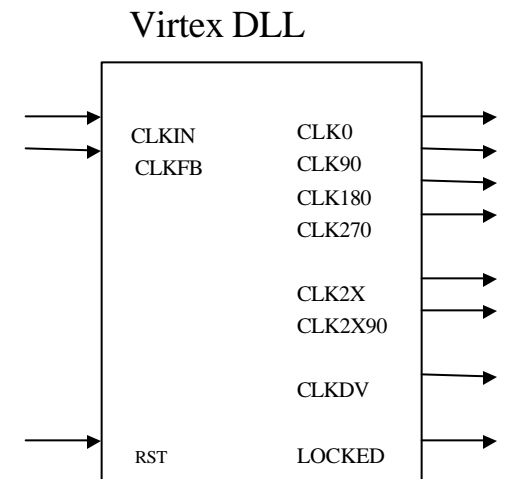 Virtex DLL
CLKIN
CLKFB
RST
CLK0
CLK90
CLK180
CLK270
CLK2X
CLK2X90
CLKDV
LOCKED